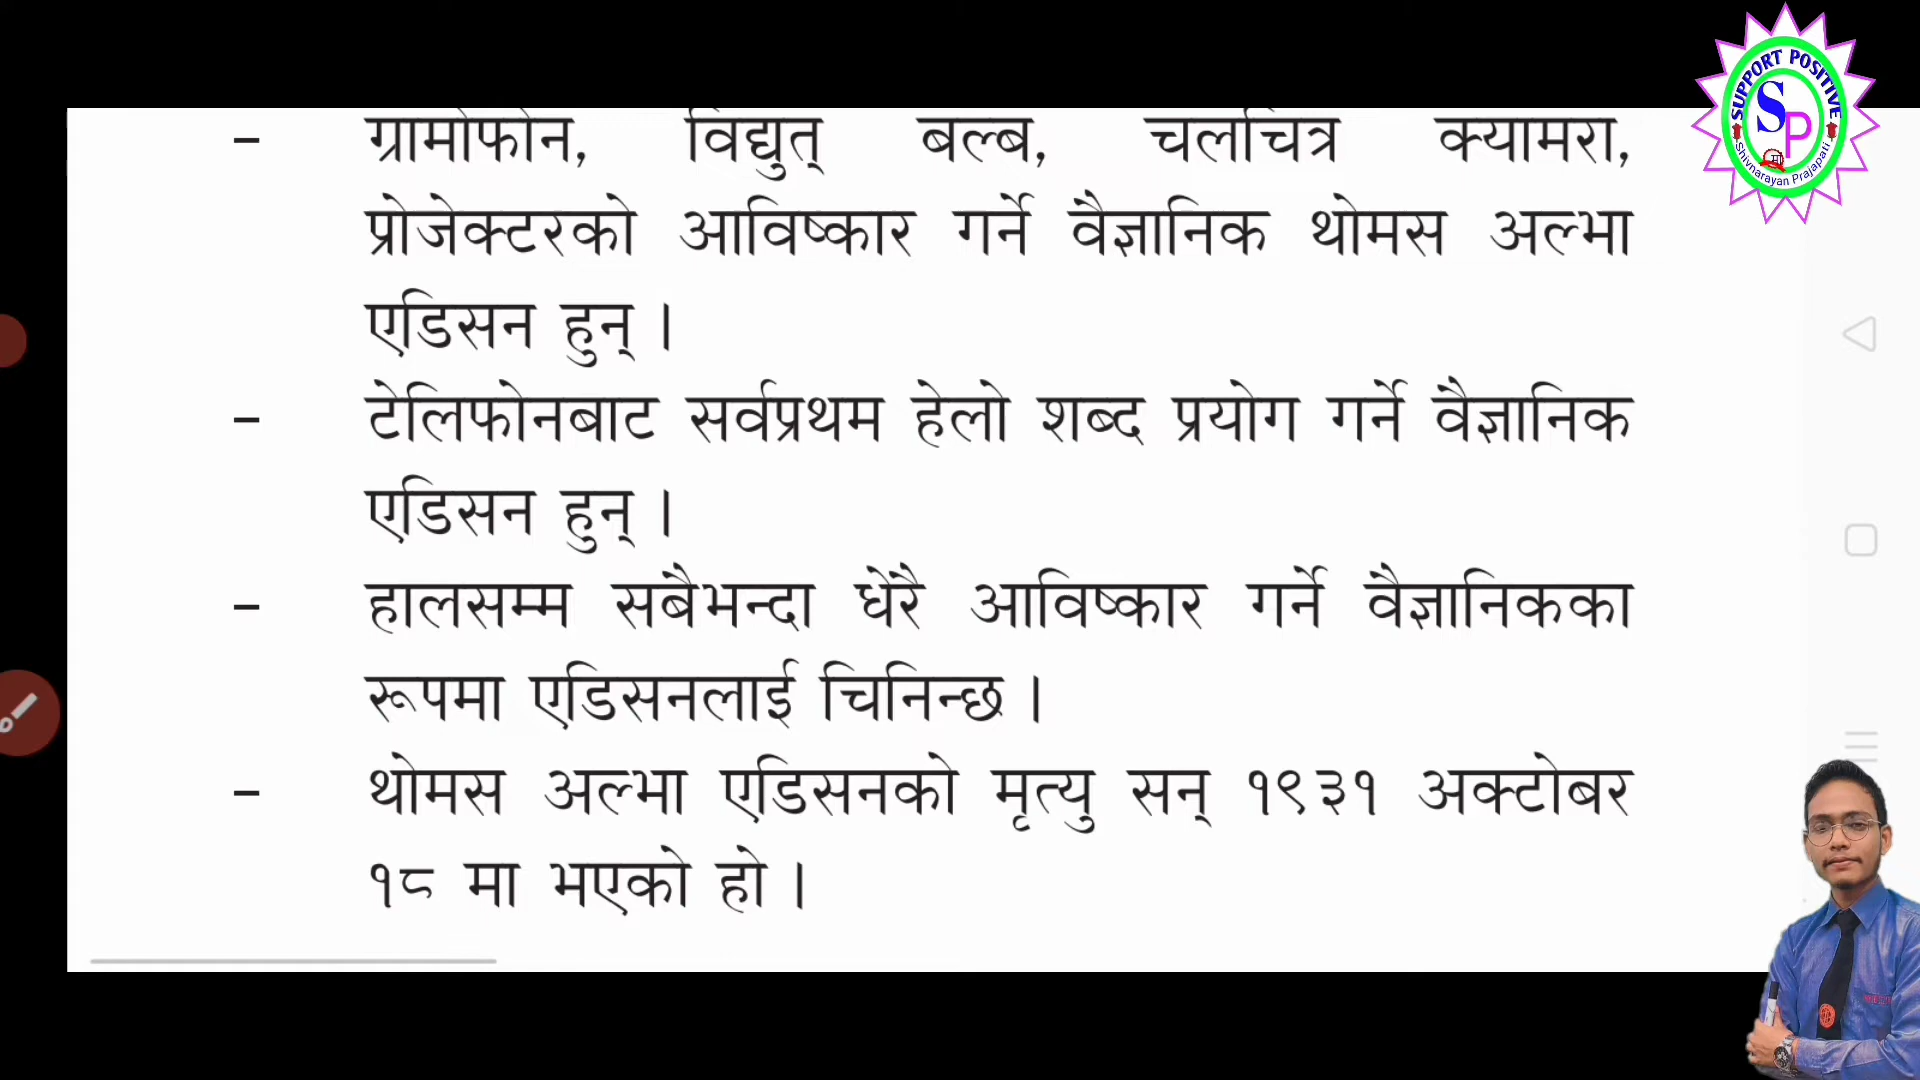 SUPPORT POSITIVE
SP
माँ
Shivnarayan Prajapati
– ग्रामोफोन, विद्युत् बल्ब, चलचित्र क्यामरा,
प्रोजेक्टरको आविष्कार गर्ने वैज्ञानिक थोमस अल्भा
एडिसन हुन् ।
– टेलिफोनबाट सर्वप्रथम हेलो शब्द प्रयोग गर्ने वैज्ञानिक
एडिसन हुन् ।
– हालसम्म सबैभन्दा धेरै आविष्कार गर्ने वैज्ञानिकका
रूपमा एडिसनलाई चिनिन्छ ।
– थोमस अल्भा एडिसनको मृत्यु सन् १९३१ अक्टोबर
१८ मा भएको हो ।